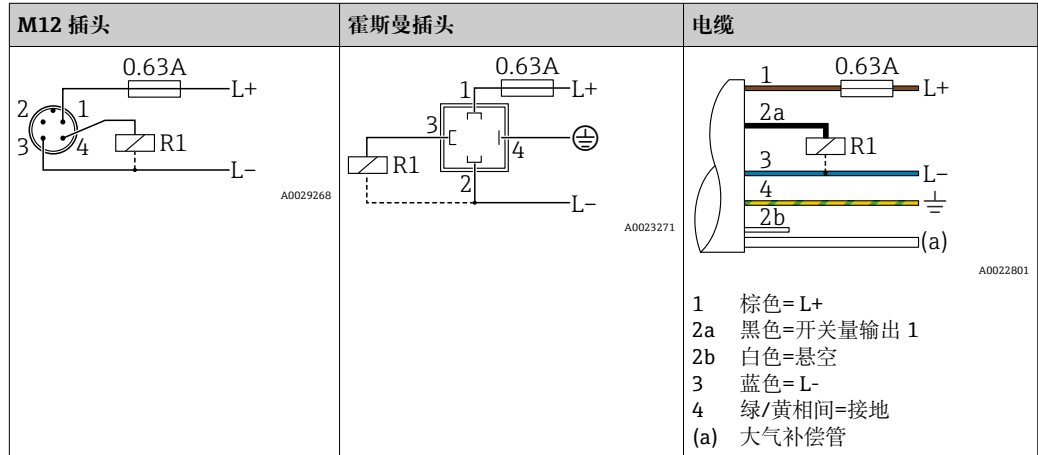 M12 插头
霍斯曼插头
电缆
0.63A
L+
2
1
3
4
R1
L–
A0029268
0.63A
1
L+
3
4
R1
2
L–
A0023271
1
0.63A
L+
2a
R1
3
L–
4
2b
(a)
A0022801
1 棕色= L+
2a 黑色=开关量输出 1
2b 白色=悬空
3 蓝色= L-
4 绿/黄相间=接地
(a) 大气补偿管